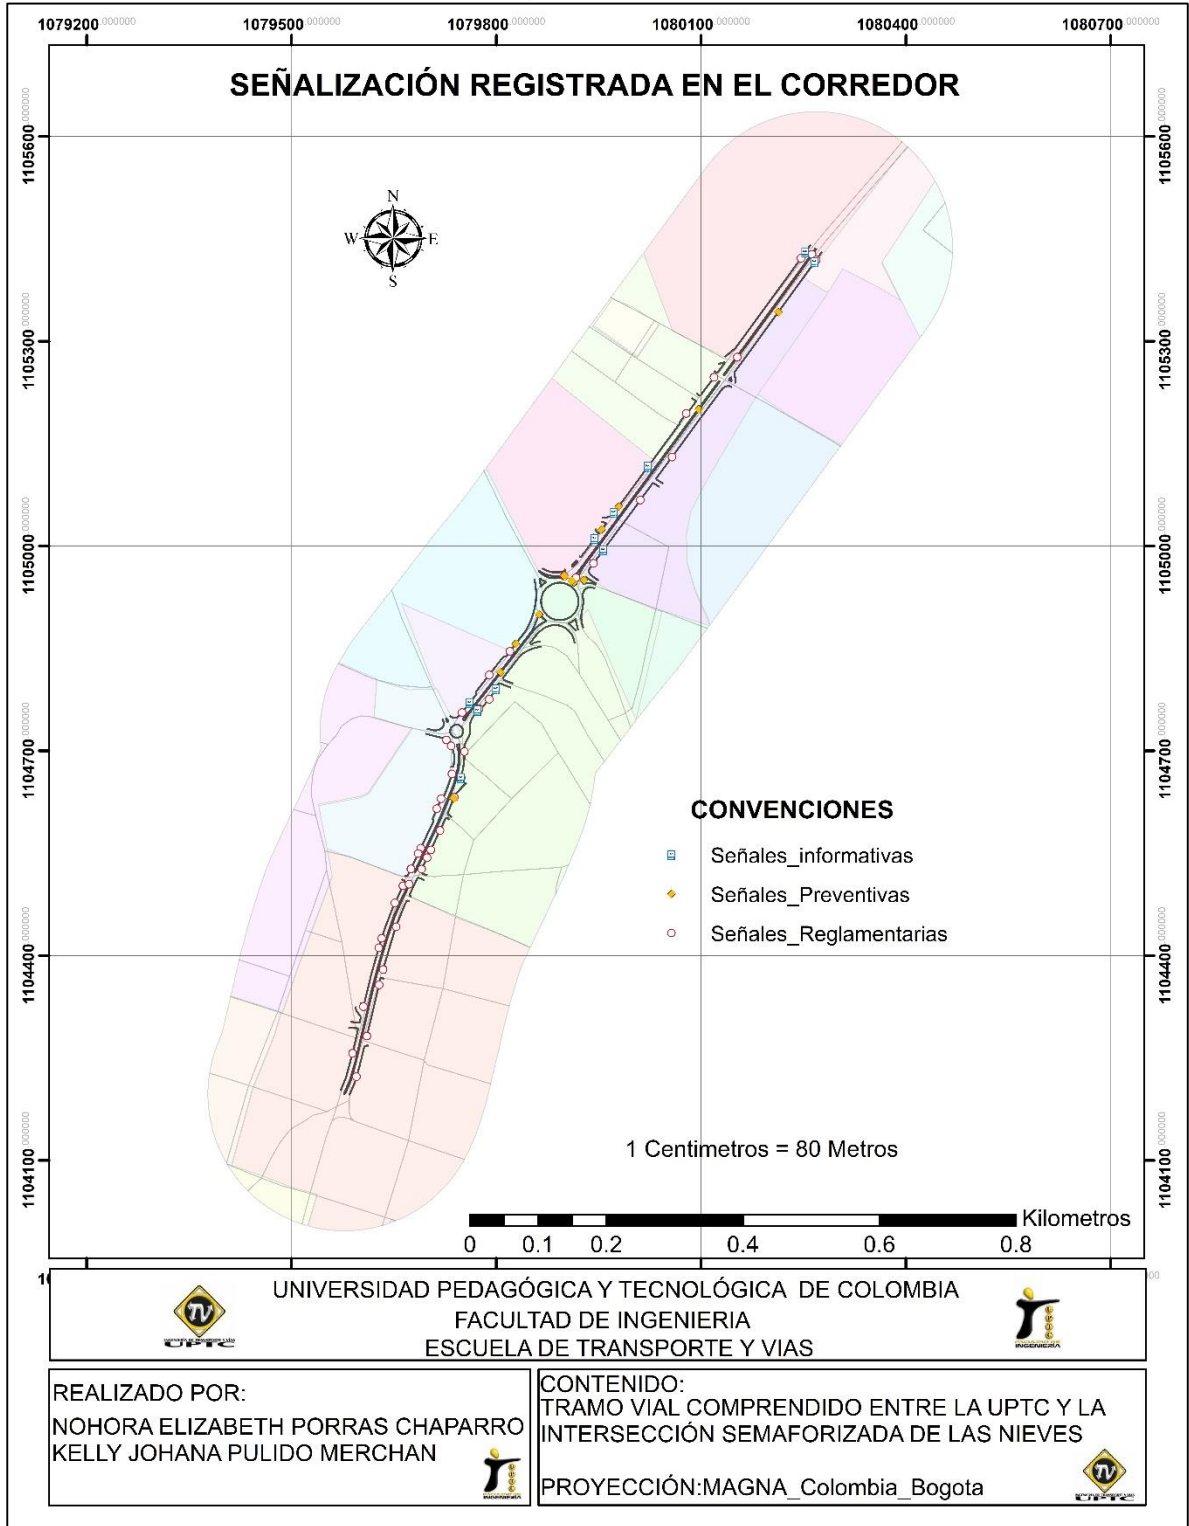 1079200.000000 1079500.000000 1079800.000000 1080100.000000 1080400.000000 1080700.000000
SEÑALIZACIÓN REGISTRADA EN EL CORREDOR
1105600.000000 1105600.000000
N
W E
S
1105300.000000 1105300.000000
1105000.000000 1105000.000000
1104700.000000 1104700.000000
CONVENCIONES
Señales_informativas
Señales_Preventivas
Señales_Reglamentarias
1104400.000000 1104400.000000
1 Centimetros = 80 Metros
1104100.000000 1104100.000000
Kilometros
0 0.1 0.2 0.4 0.6 0.8
UNIVERSIDAD PEDAGÓGICA Y TECNOLÓGICA DE COLOMBIA
FACULTAD DE INGENIERIA
ESCUELA DE TRANSPORTE Y VIAS
TV
UPTC
INGENIERÍA
REALIZADO POR:
NOHORA ELIZABETH PORRAS CHAPARRO
KELLY JOHANA PULIDO MERCHAN
INGENIERÍA
CONTENIDO:
TRAMO VIAL COMPRENDIDO ENTRE LA UPTC Y LA
INTERSECCIÓN SEMAFORIZADA DE LAS NIEVES
PROYECCIÓN:MAGNA_Colombia_Bogota
TV
UPTC